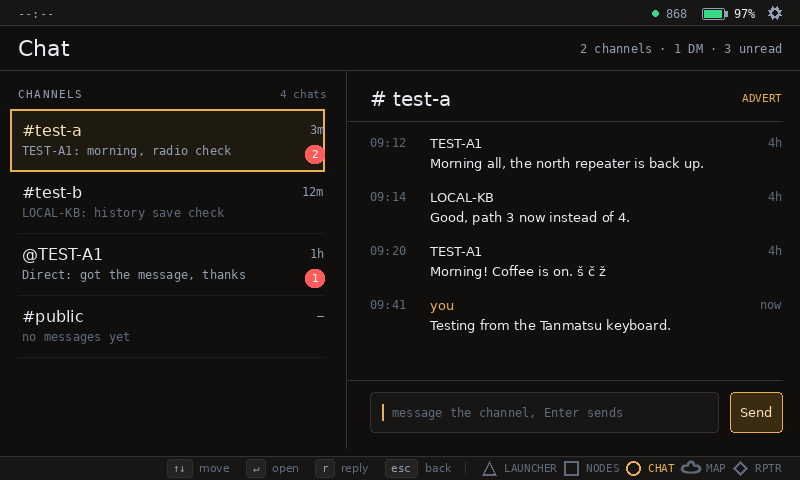 --:-- 868 97%
Chat 2 channels · 1 DM · 3 unread
CHANNELS 4 chats
#test-a 3m
TEST-A1: morning, radio check 2
#test-b 12m
LOCAL-KB: history save check
@TEST-A1 1h
Direct: got the message, thanks 1
#public —
no messages yet
# test-a ADVERT
09:12 TEST-A1 4h
Morning all, the north repeater is back up.
09:14 LOCAL-KB 4h
Good, path 3 now instead of 4.
09:20 TEST-A1 4h
Morning! Coffee is on. š č ž
09:41 you now
Testing from the Tanmatsu keyboard.
message the channel, Enter sends Send
↑↓ move ↵ open r reply esc back LAUNCHER NODES CHAT MAP RPTR